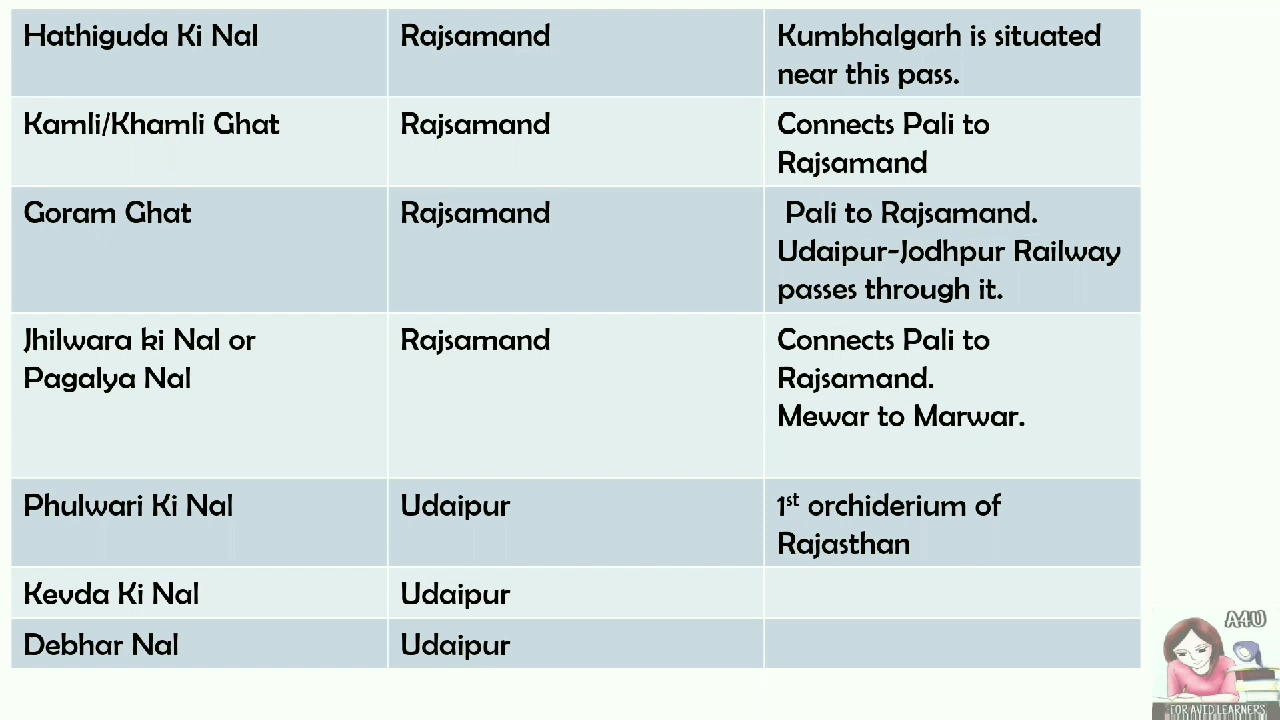 Hathiguda Ki Nal
Rajsamand
Kumbhalgarh is situated
near this pass.
Kamli/Khamli Ghat
Rajsamand
Connects Pali to
Rajsamand
Goram Ghat
Rajsamand
Pali to Rajsamand.
Udaipur-Jodhpur Railway
passes through it.
Jhilwara ki Nal or
Pagalya Nal
Rajsamand
Connects Pali to
Rajsamand.
Mewar to Marwar.
Phulwari Ki Nal
Udaipur
1st orchiderium of
Rajasthan
Kevda Ki Nal
Udaipur
Debhar Nal
Udaipur
A4U
FOR AVID LEARNERS